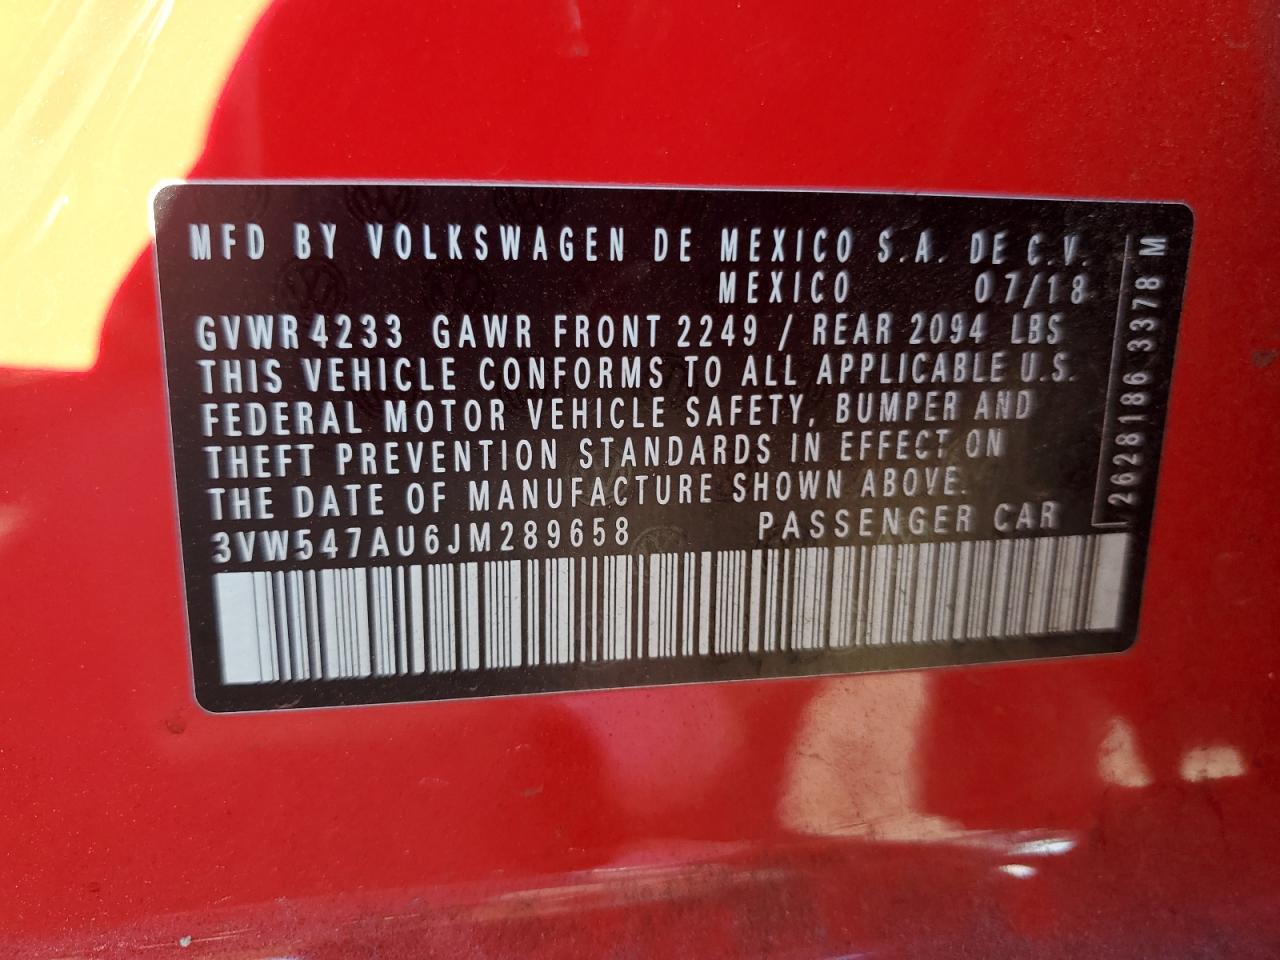 MFD BY VOLKSWAGEN DE MEXICO S.A. DE C.V.
MEXICO 07/18
GVWR 4233 GAWR FRONT 2249 / REAR 2094 LBS
THIS VEHICLE CONFORMS TO ALL APPLICABLE U.S.
FEDERAL MOTOR VEHICLE SAFETY, BUMPER AND
THEFT PREVENTION STANDARDS IN EFFECT ON
THE DATE OF MANUFACTURE SHOWN ABOVE.
3VW547AU6JM289658 PASSENGER CAR
2628186 3378 M